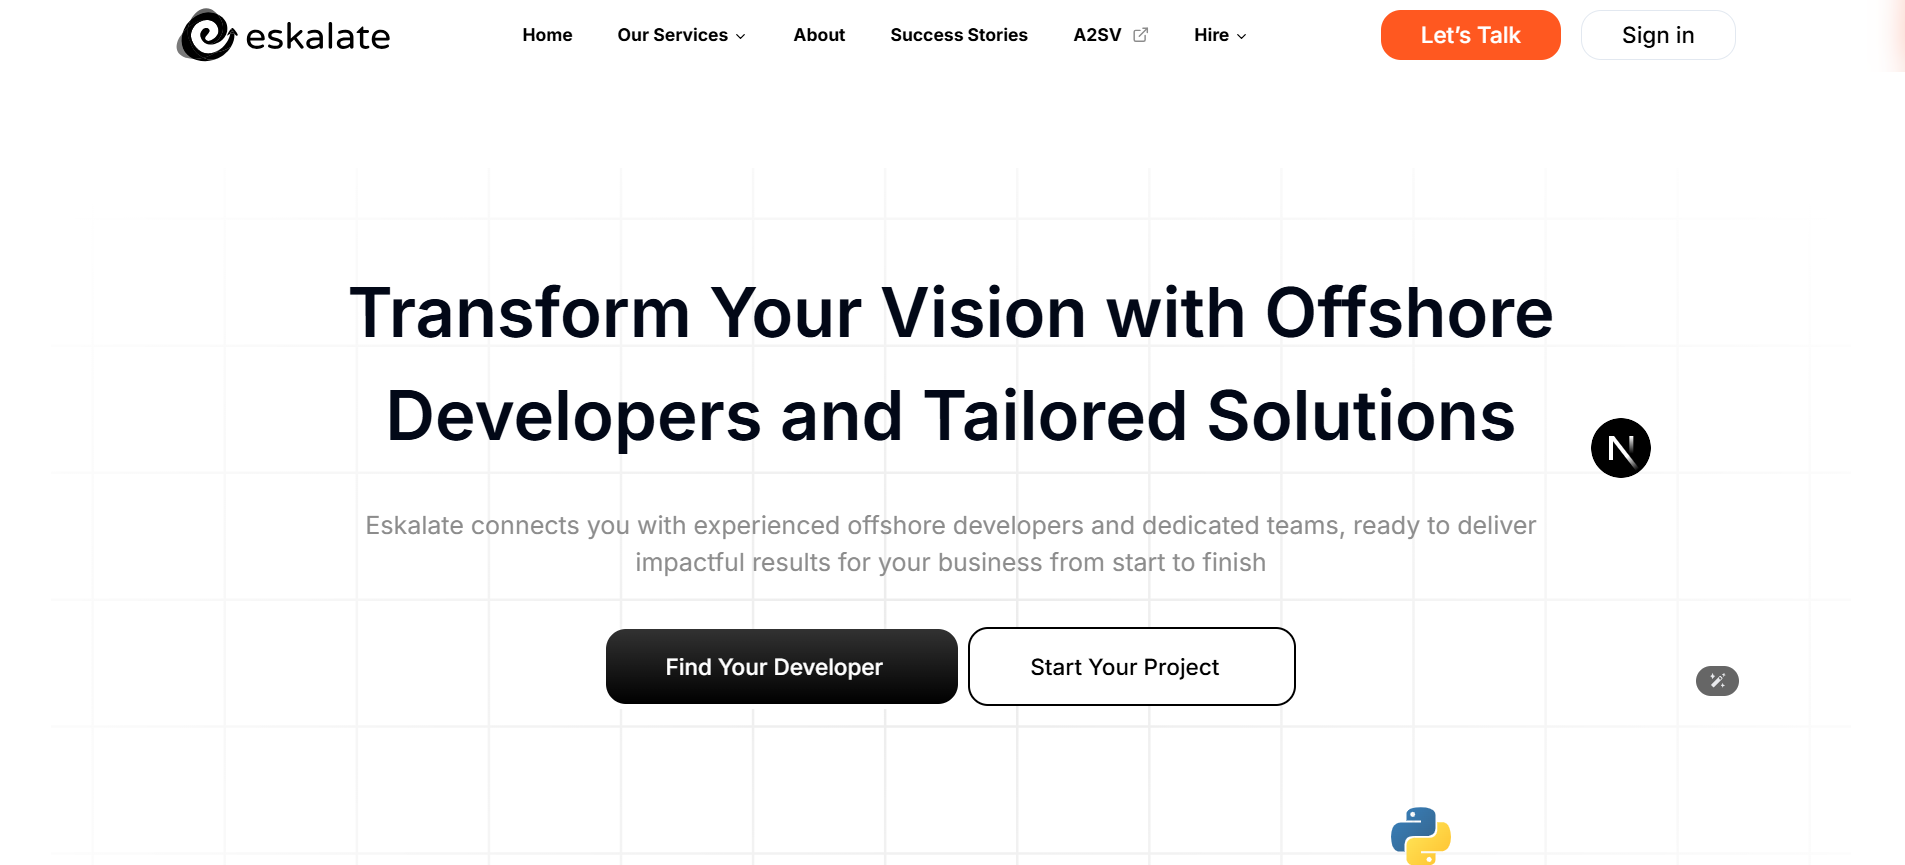 eskalate
Home
Our Services
About
Success Stories
A2SV
Hire
Let’s Talk
Sign in
Transform Your Vision with Offshore
Developers and Tailored Solutions
N
Eskalate connects you with experienced offshore developers and dedicated teams, ready to deliver
impactful results for your business from start to finish
Find Your Developer
Start Your Project